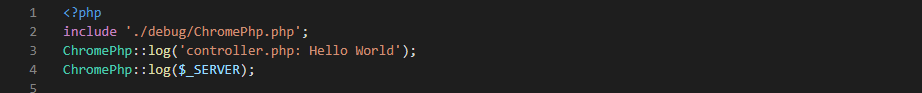 1 <?php
2 include './debug/ChromePhp.php';
3 ChromePhp::log('controller.php: Hello World');
4 ChromePhp::log($_SERVER);
5